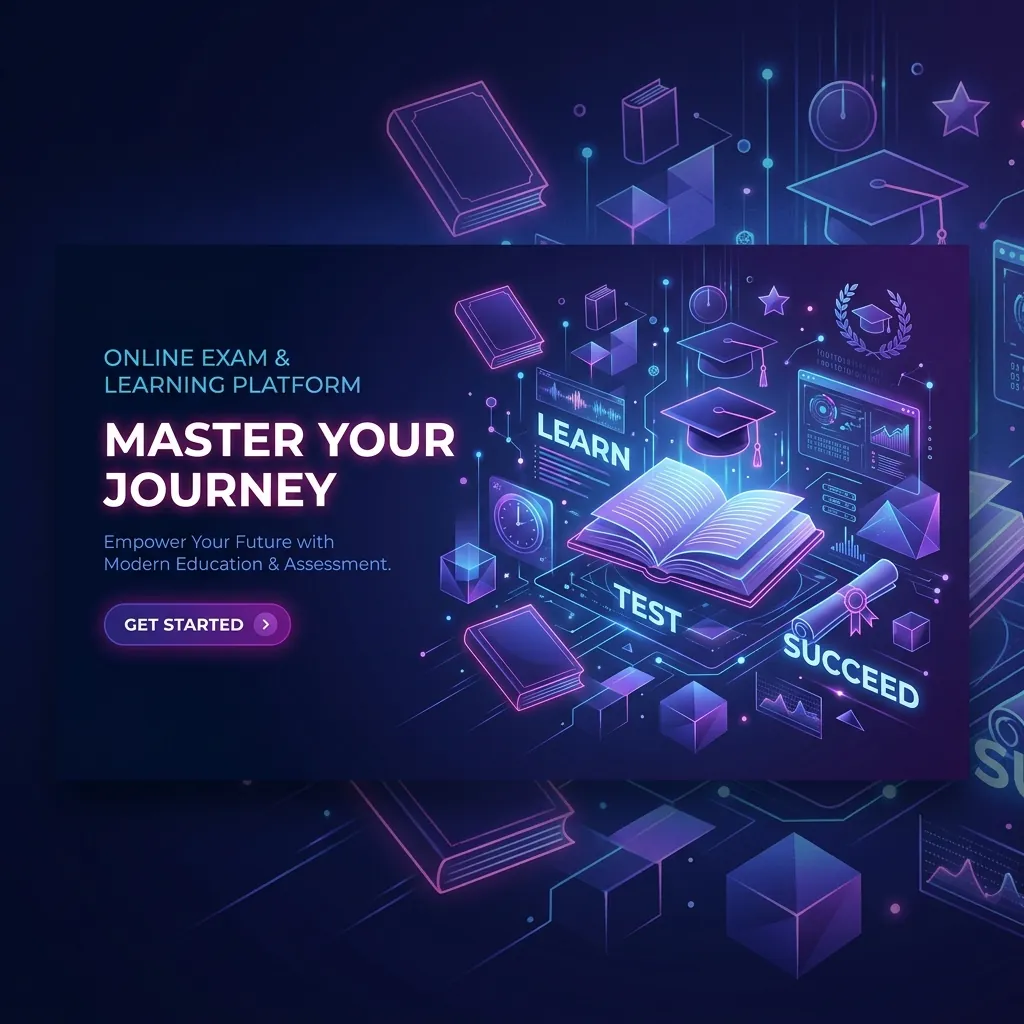 ONLINE EXAM &
LEARNING PLATFORM
MASTER YOUR
JOURNEY
Empower Your Future with
Modern Education & Assessment.
GET STARTED
LEARN
TEST
SUCCEED